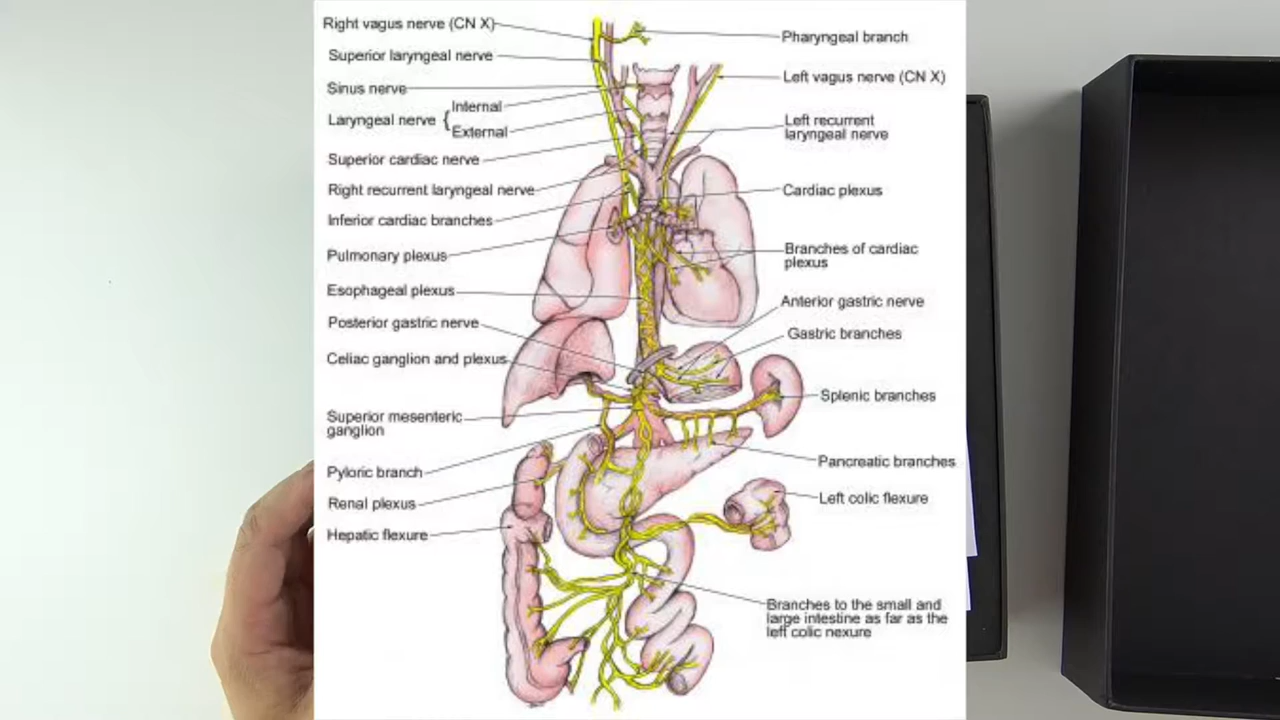 Right vagus nerve (CN X)
Superior laryngeal nerve
Sinus nerve
Laryngeal nerve { Internal
External
Superior cardiac nerve
Right recurrent laryngeal nerve
Inferior cardiac branches
Pulmonary plexus
Esophageal plexus
Posterior gastric nerve
Celiac ganglion and plexus
Superior mesenteric
ganglion
Pyloric branch
Renal plexus
Hepatic flexure
Pharyngeal branch
Left vagus nerve (CN X)
Left recurrent
laryngeal nerve
Cardiac plexus
Branches of cardiac
plexus
Anterior gastric nerve
Gastric branches
Splenic branches
Pancreatic branches
Left colic flexure
Branches to the small and
large intestine as far as the
left colic nexure